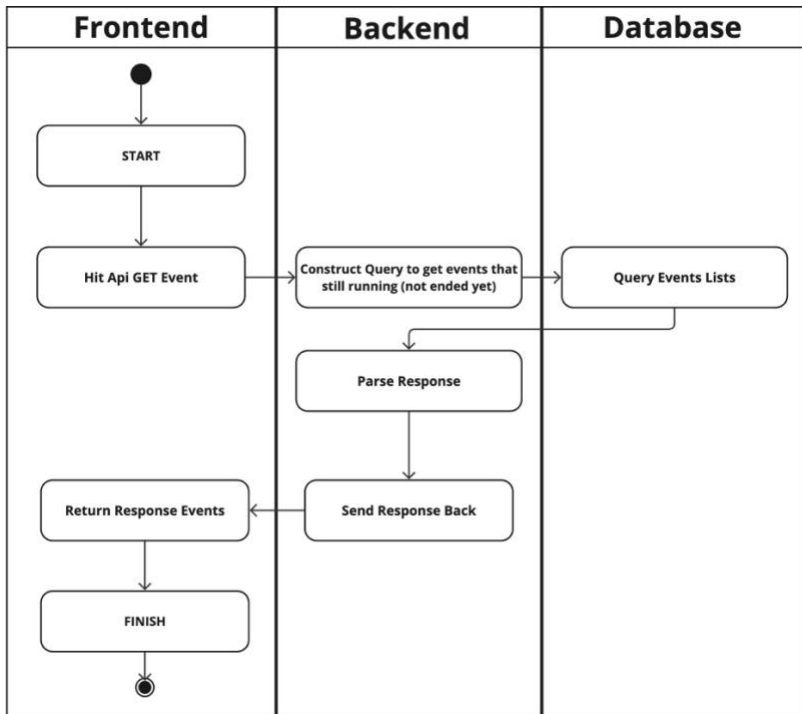 Frontend
Backend
Database
START
Hit Api GET Event
Construct Query to get events that
still running (not ended yet)
Query Events Lists
Parse Response
Return Response Events
Send Response Back
FINISH